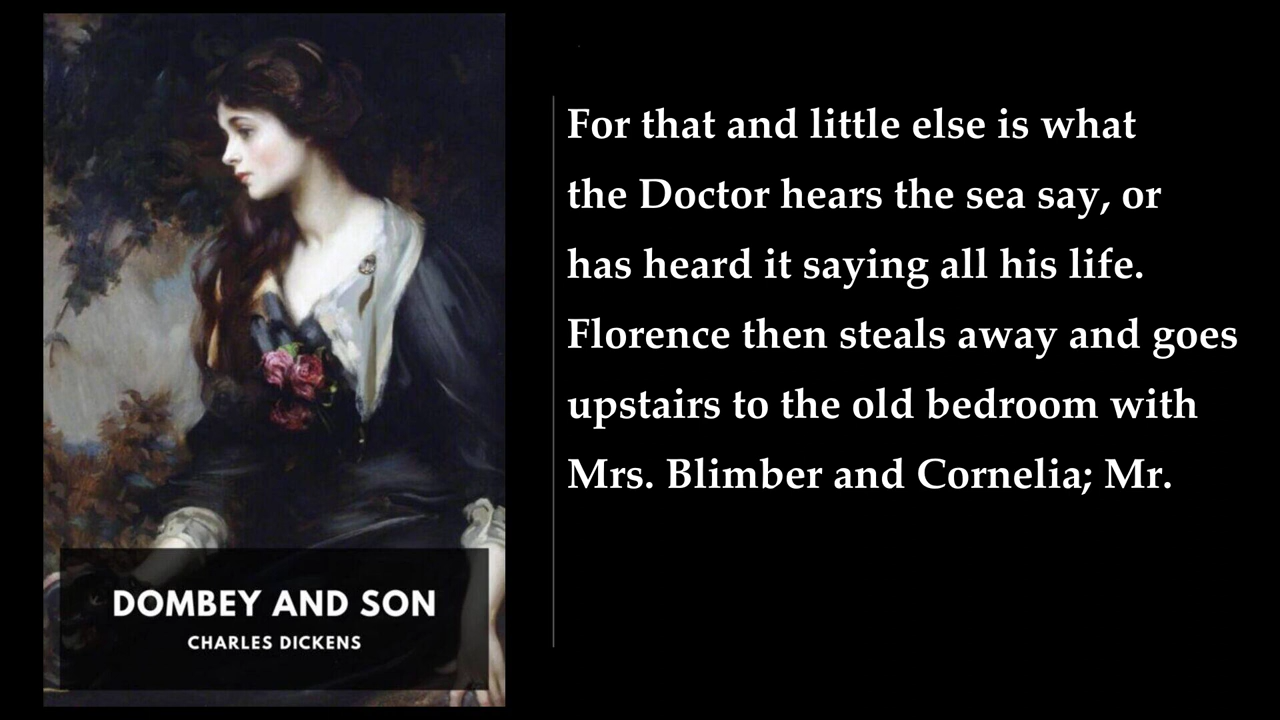 For that and little else is what
the Doctor hears the sea say, or
has heard it saying all his life.
Florence then steals away and goes
upstairs to the old bedroom with
Mrs. Blimber and Cornelia; Mr.
DOMBEY AND SON
CHARLES DICKENS